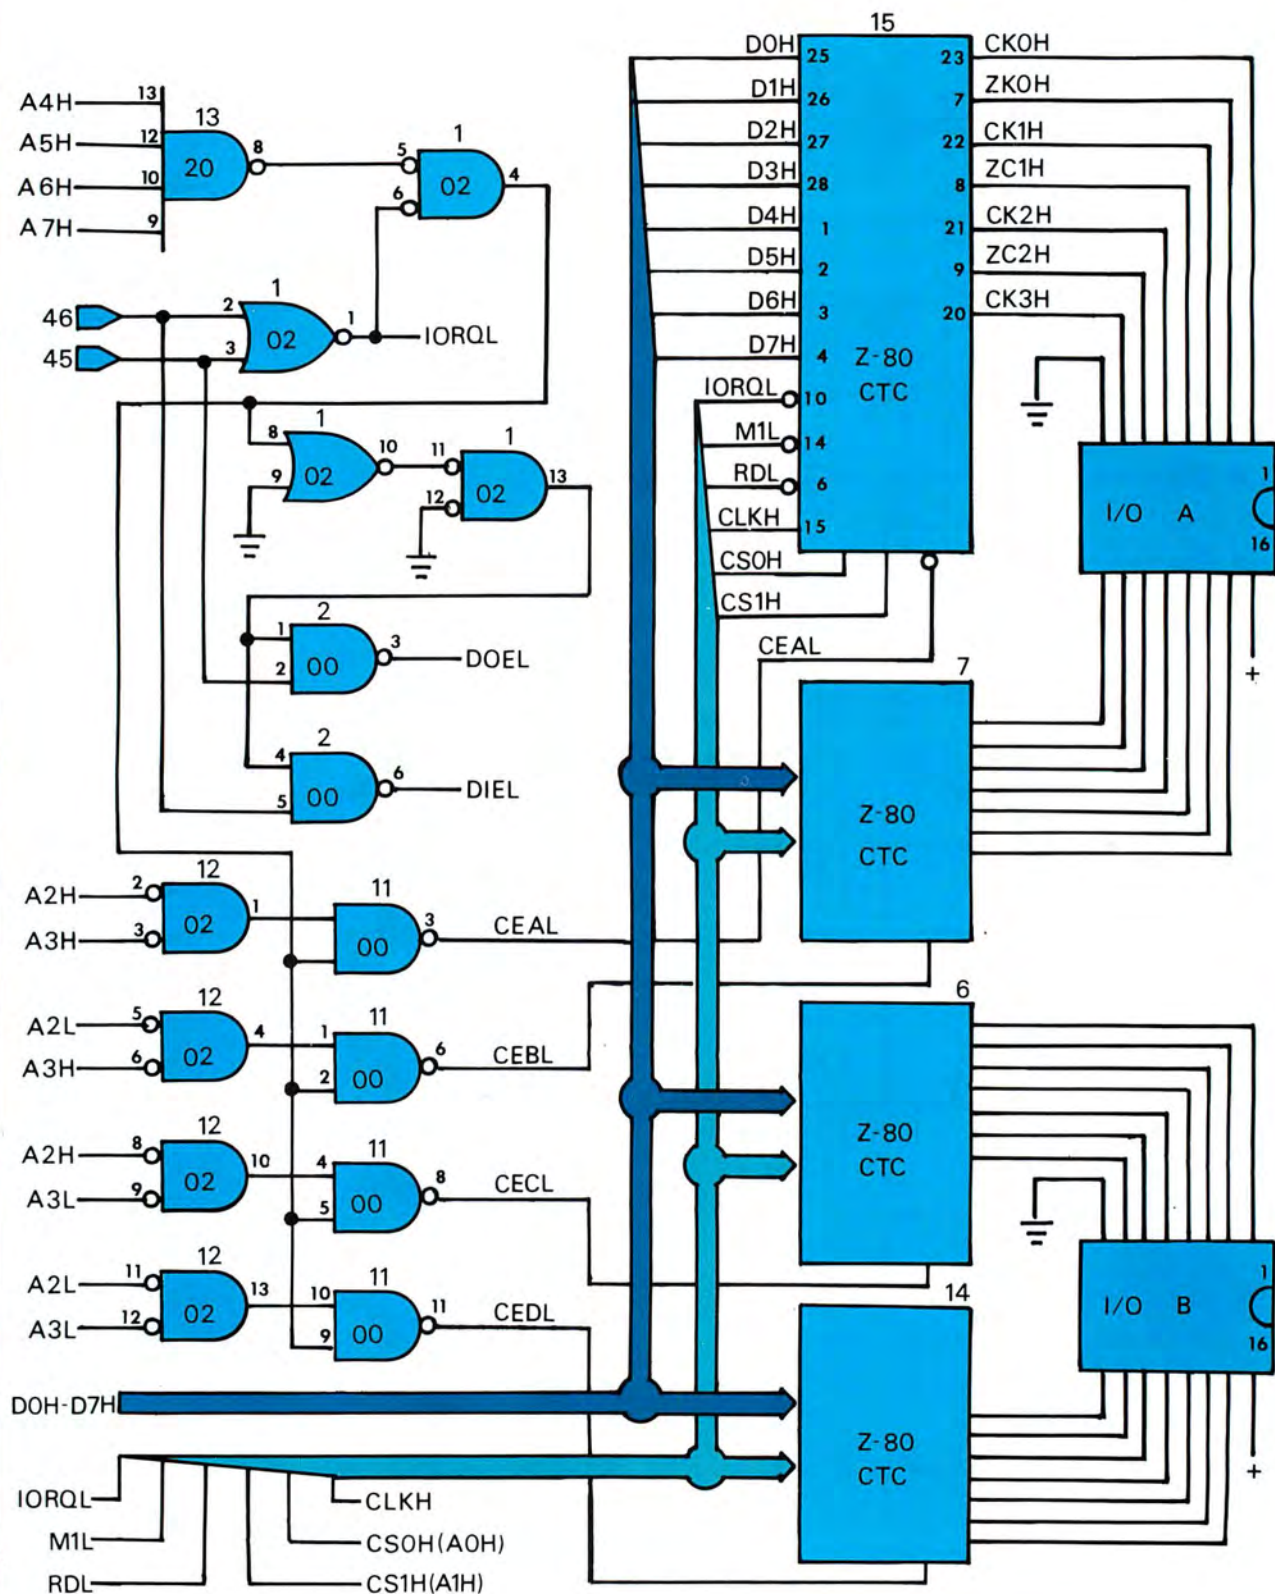 A4H 13
A5H 12
A6H 10
A7H 9
13
20
8
1
5
6
02
4
46
45
1
2
3
02
1
IORQL
1
8
9
02
10
1
11
12
02
13
2
1
2
00
3
DOEL
2
4
5
00
6
DIEL
12
A2H 2
A3H 3
02
1
11
00
3
CEAL
12
A2L 5
A3H 6
02
4
11
1
2
00
6
CEBL
12
A2H 8
A3L 9
02
10
11
4
5
00
8
CECL
12
A2L 11
A3L 12
02
13
11
10
9
00
11
CEDL
D0H-D7H
IORQL
M1L
RDL
CLKH
CS0H(A0H)
CS1H(A1H)
15
D0H 25
D1H 26
D2H 27
D3H 28
D4H 1
D5H 2
D6H 3
D7H 4
IORQL 10
M1L 14
RDL 6
CLKH 15
CS0H
CS1H
CEAL
Z-80
CTC
23 CK0H
7 ZK0H
22 CK1H
8 ZC1H
21 CK2H
9 ZC2H
20 CK3H
I/O A
1
16
+
7
Z-80
CTC
6
Z-80
CTC
14
Z-80
CTC
I/O B
1
16
+